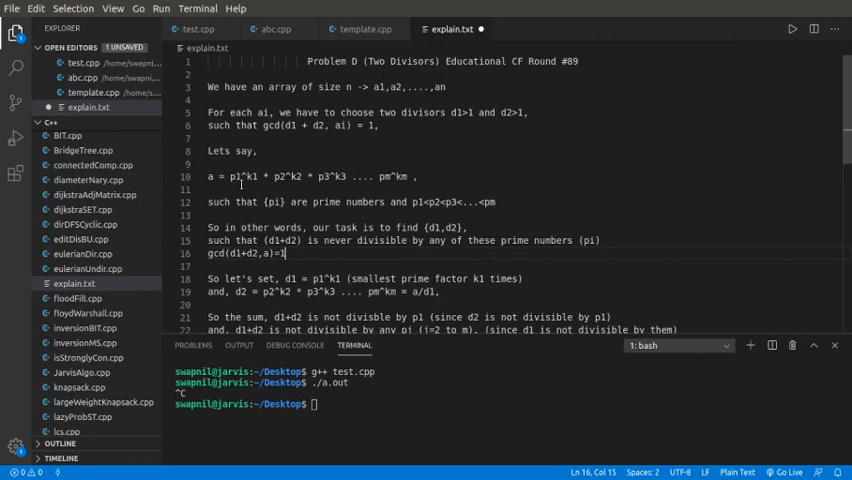 File Edit Selection View Go Run Terminal Help
EXPLORER
test.cpp abc.cpp template.cpp explain.txt
OPEN EDITORS 1 UNSAVED
test.cpp /home/swapnil...
abc.cpp /home/swapnil/...
template.cpp /home/s...
explain.txt
C++
BIT.cpp
BridgeTree.cpp
connectedComp.cpp
diameterNary.cpp
dijkstraAdjMatrix.cpp
dijkstraSET.cpp
dirDFSCyclic.cpp
editDisBU.cpp
eulerianDir.cpp
eulerianUndir.cpp
explain.txt
floodFill.cpp
floydWarshall.cpp
inversionBIT.cpp
inversionMS.cpp
isStronglyCon.cpp
JarvisAlgo.cpp
knapsack.cpp
largeWeightKnapsack.cpp
lazyProbST.cpp
lcs.cpp
OUTLINE
TIMELINE
explain.txt
1 Problem D (Two Divisors) Educational CF Round #89
2
3 We have an array of size n -> a1,a2,....,an
4
5 For each ai, we have to choose two divisors d1>1 and d2>1,
6 such that gcd(d1 + d2, ai) = 1,
7
8 Lets say,
9
10 a = p1^k1 * p2^k2 * p3^k3 .... pm^km ,
11
12 such that {pi} are prime numbers and p1<p2<p3<...<pm
13
14 So in other words, our task is to find {d1,d2},
15 such that (d1+d2) is never divisible by any of these prime numbers (pi)
16 gcd(d1+d2,a)=1
17
18 So let's set, d1 = p1^k1 (smallest prime factor k1 times)
19 and, d2 = p2^k2 * p3^k3 .... pm^km = a/d1,
20
21 So the sum, d1+d2 is not divisble by p1 (since d2 is not divisble by p1)
22 and, d1+d2 is not divisible by any pi (i=2 to m), (since d1 is not divisible by them)
PROBLEMS OUTPUT DEBUG CONSOLE TERMINAL
1: bash
swapnil@jarvis:~/Desktop$ g++ test.cpp
swapnil@jarvis:~/Desktop$ ./a.out
^C
swapnil@jarvis:~/Desktop$
0 0 Ln 16, Col 15 Spaces: 2 UTF-8 LF Plain Text Go Live